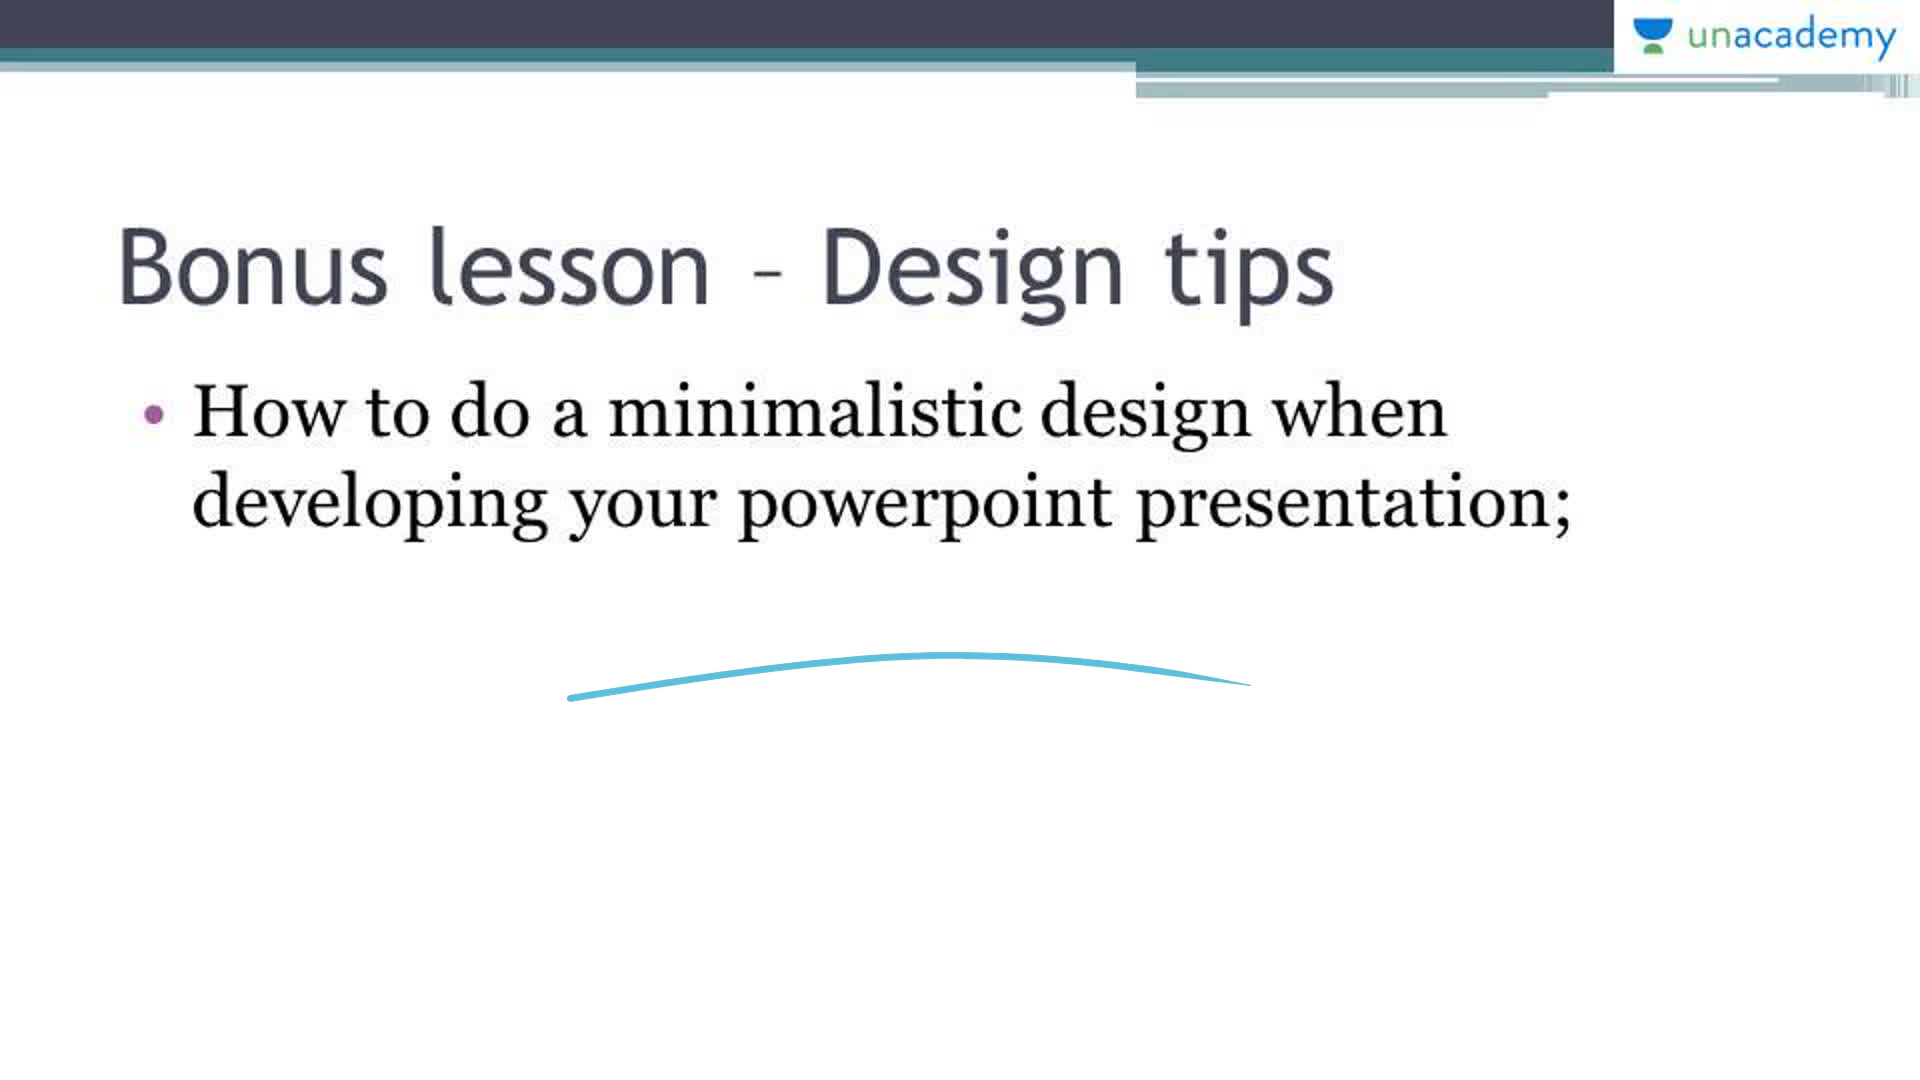 unacademy
Bonus lesson – Design tips
• How to do a minimalistic design when
developing your powerpoint presentation;